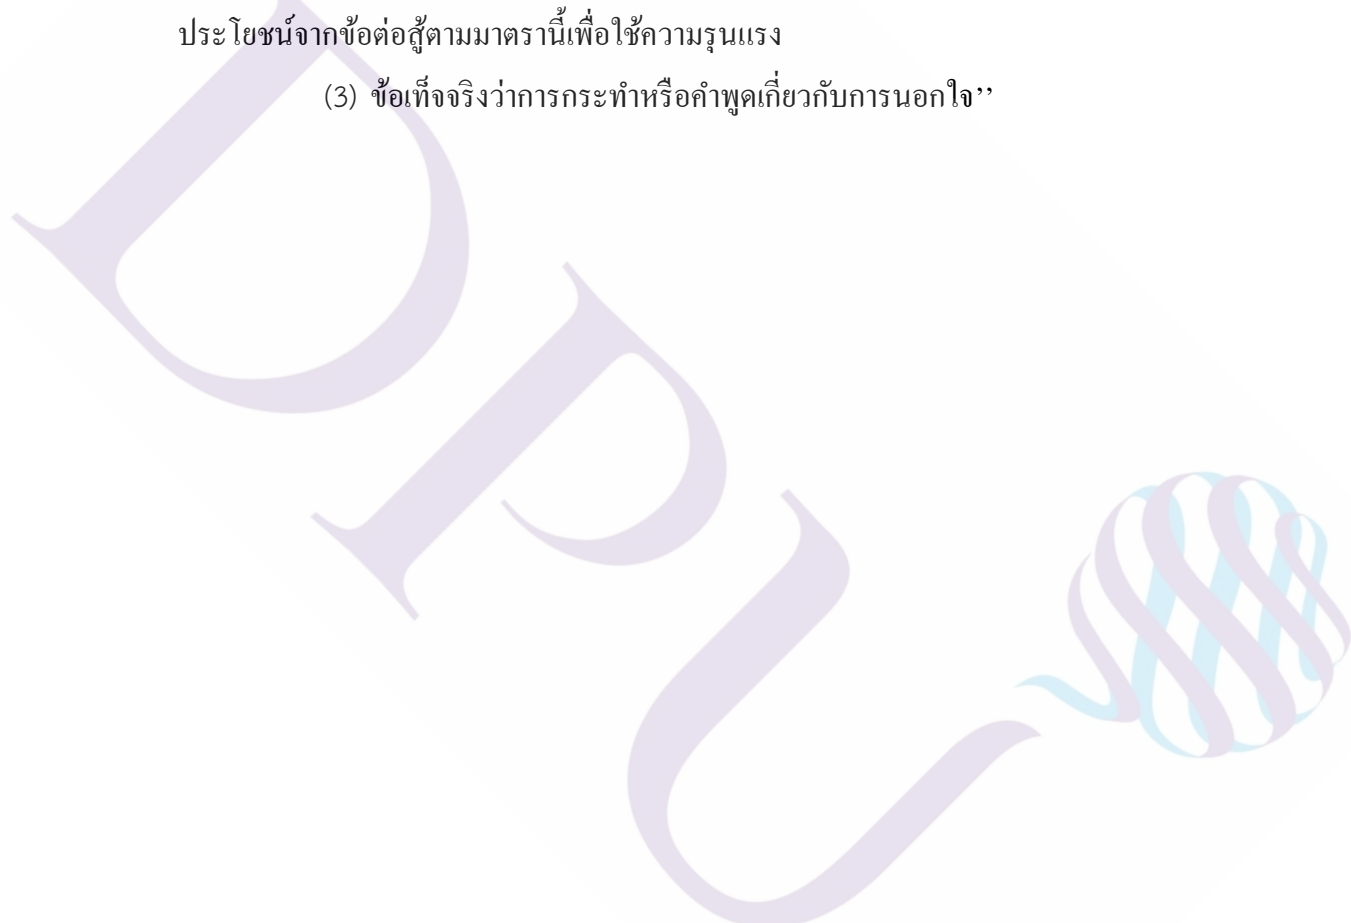 ประโยชน์จากข้อต่อสู้ตามมาตรานี้เพื่อใช้ความรุนแรง
(3) ข้อเท็จจริงว่าการกระทำหรือคำพูดเกี่ยวกับการนอกใจ’’
DPU